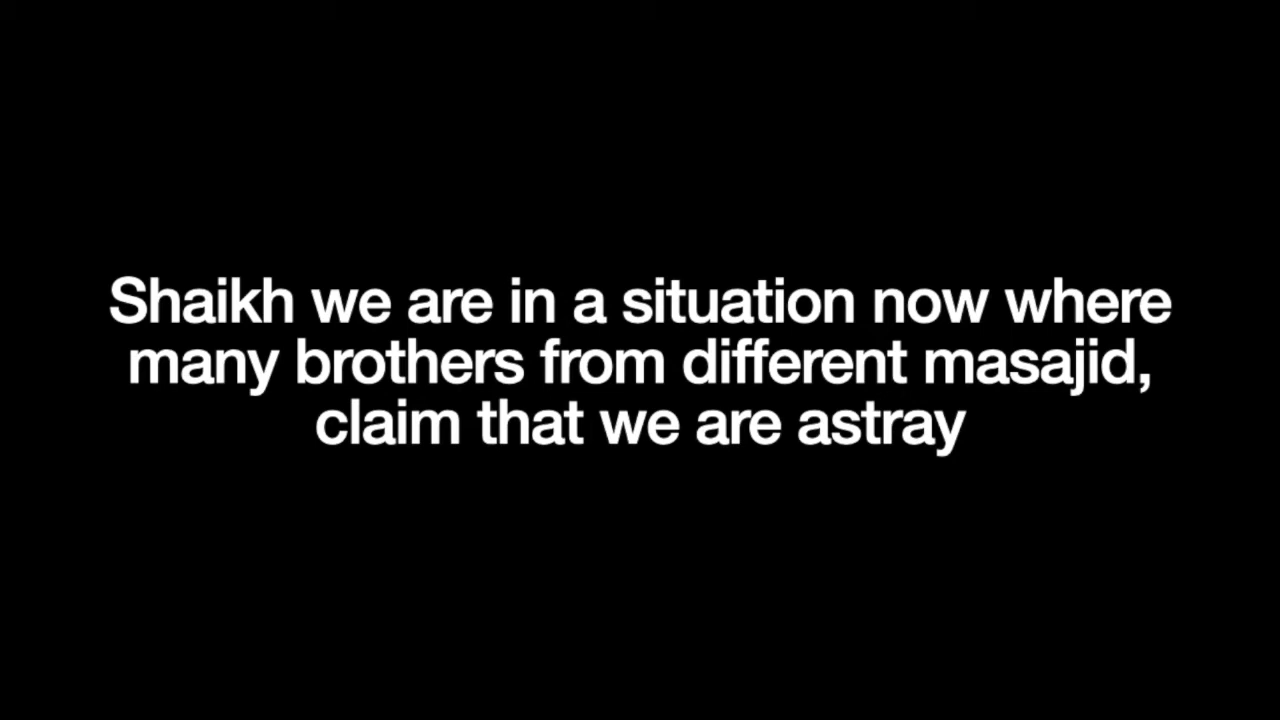 Shaikh we are in a situation now where
many brothers from different masajid,
claim that we are astray